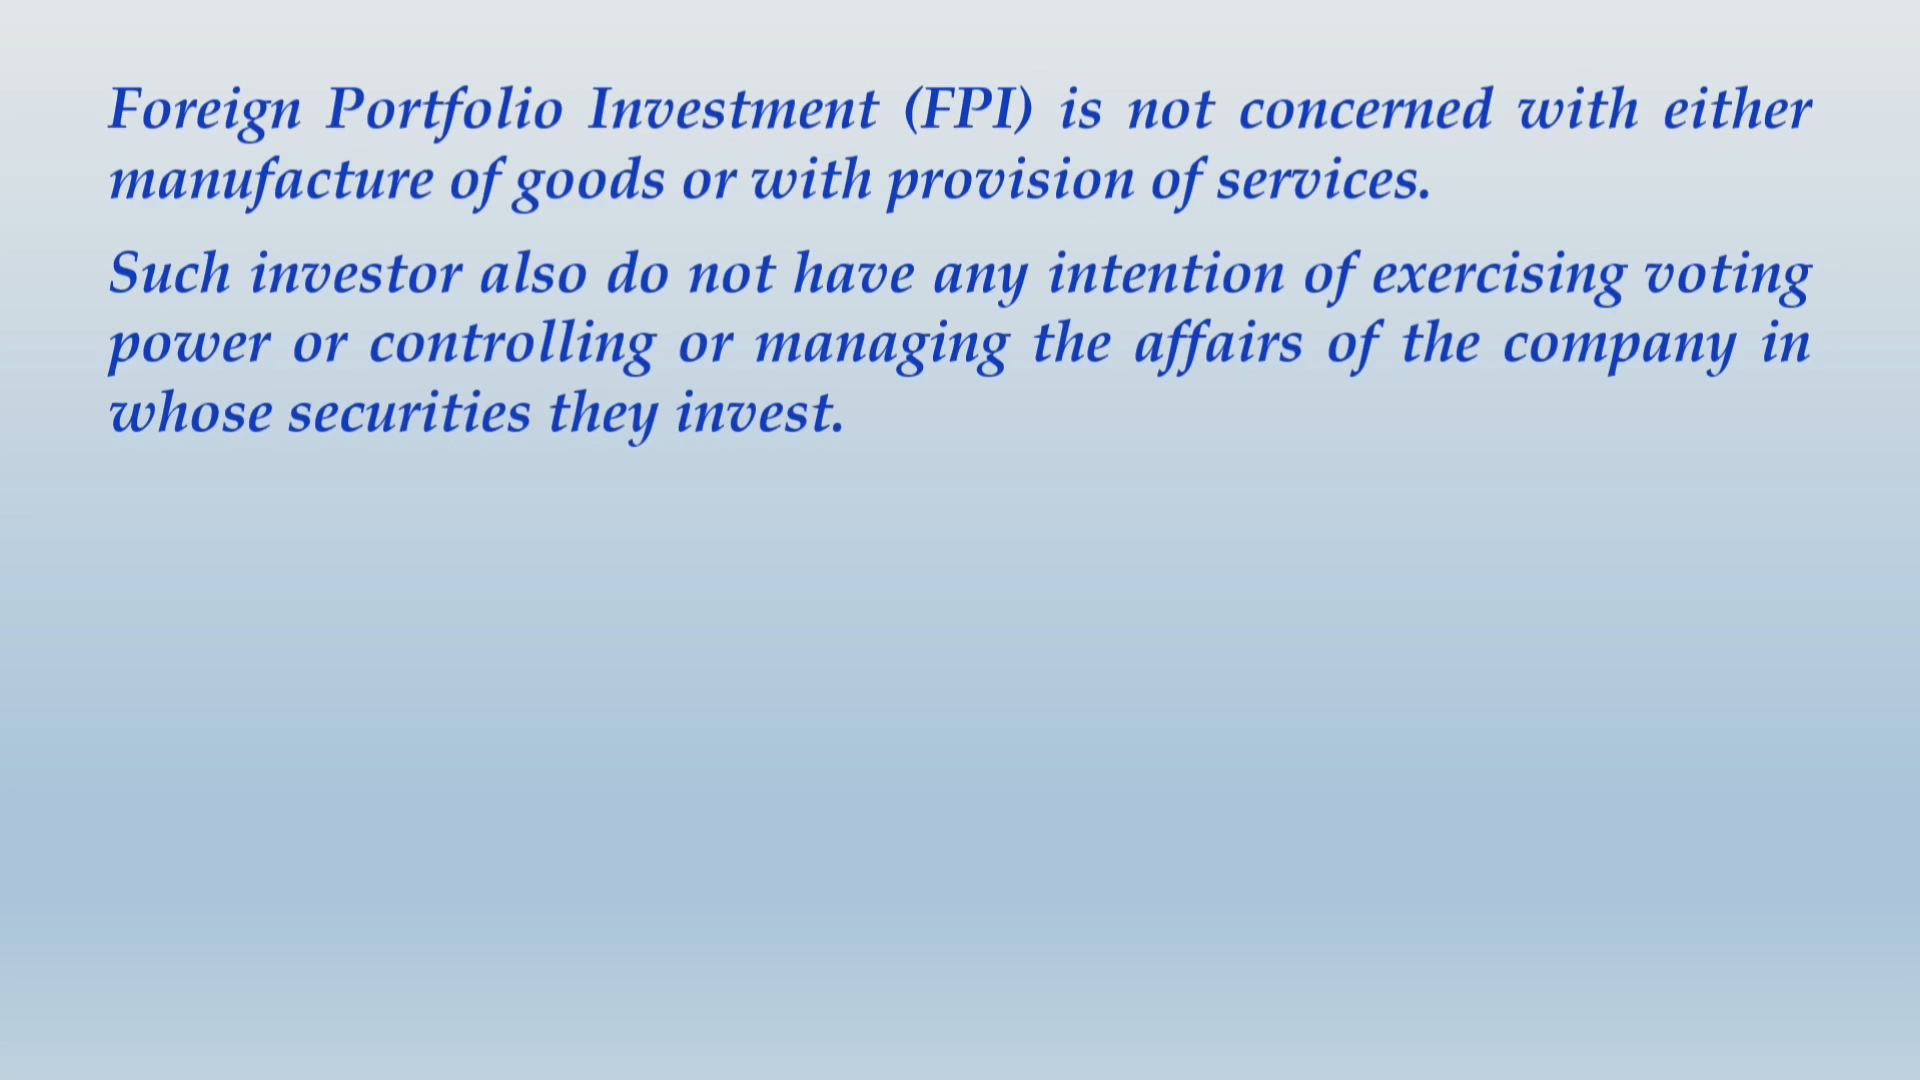 Foreign Portfolio Investment (FPI) is not concerned with either
manufacture of goods or with provision of services.
Such investor also do not have any intention of exercising voting
power or controlling or managing the affairs of the company in
whose securities they invest.